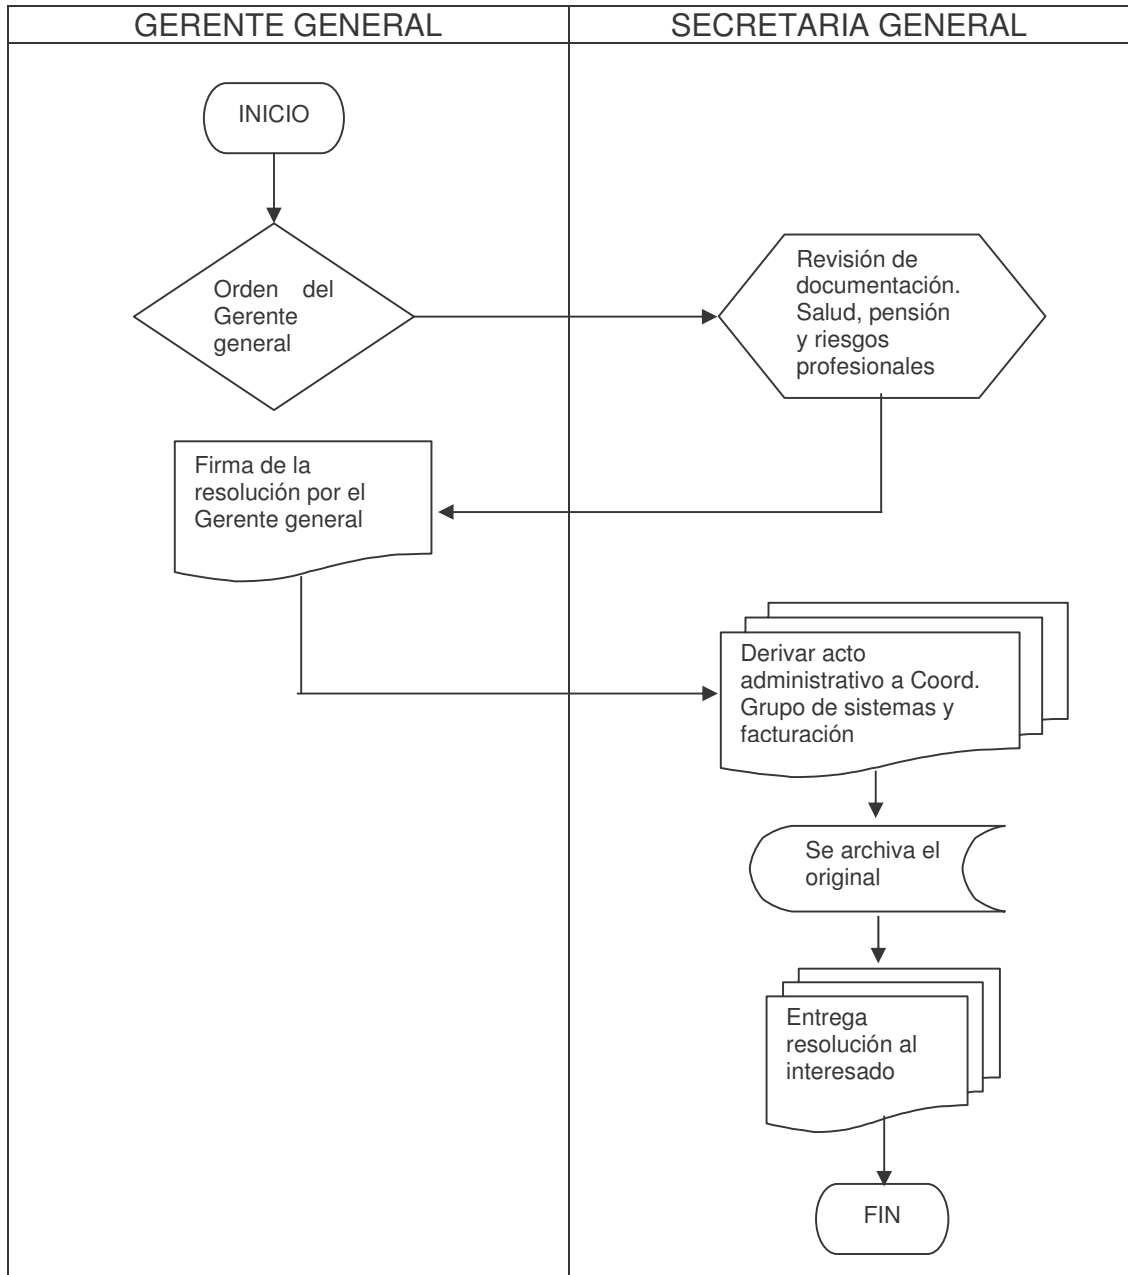 GERENTE GENERAL
SECRETARIA GENERAL
INICIO
Orden del
Gerente
general
Revisión de
documentación.
Salud, pensión
y riesgos
profesionales
Firma de la
resolución por el
Gerente general
Derivar acto
administrativo a Coord.
Grupo de sistemas y
facturación
Se archiva el
original
Entrega
resolución al
interesado
FIN